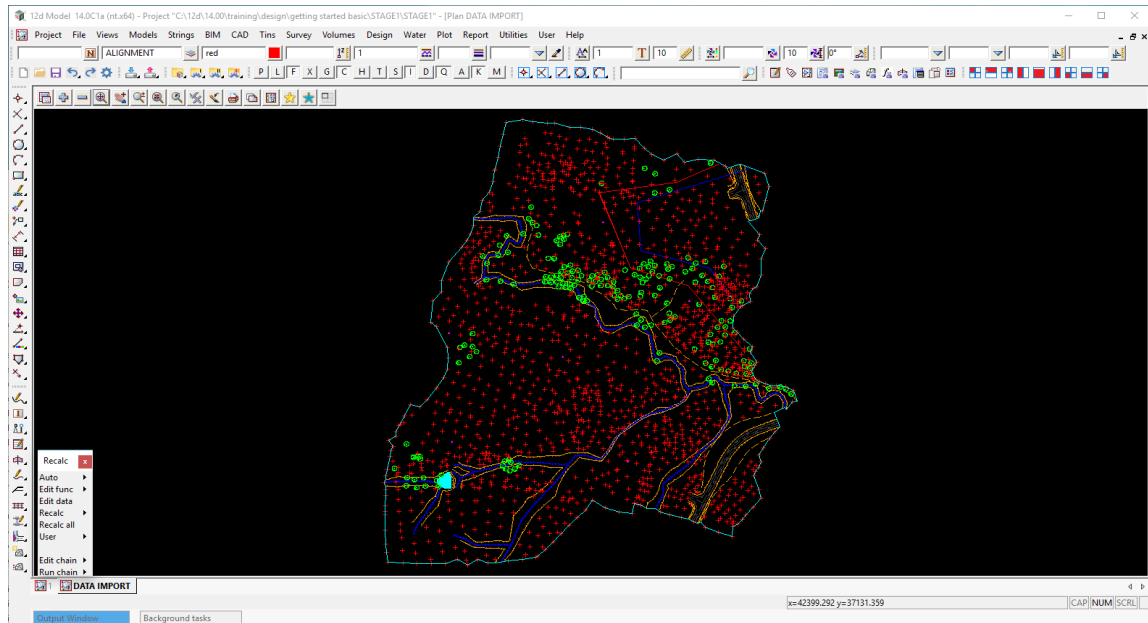 12d Model 14.0C1a (nt.x64) - Project "C:\12d\14.00\training\design\getting started basic\STAGE1\STAGE1" - [Plan DATA IMPORT]
Project File Views Models Strings BIM CAD Tins Survey Volumes Design Water Plot Report Utilities User Help
N ALIGNMENT red 1 1 T 10 10 0°
P L F X G C H T S I D Q A K M
abc
Recalc x
Auto
Edit func
Edit data
Recalc
Recalc all
User
Edit chain
Run chain
1 DATA IMPORT
x=42399.292 y=37131.359 CAP NUM SCRL
Output Window Background tasks